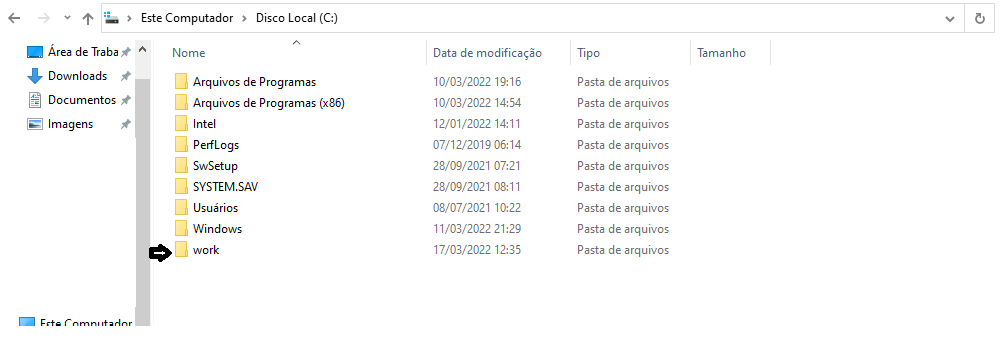 Este Computador > Disco Local (C:)
Nome Data de modificação Tipo Tamanho
Área de Traba
Downloads
Documentos
Imagens
Este Computador
Arquivos de Programas 10/03/2022 19:16 Pasta de arquivos
Arquivos de Programas (x86) 10/03/2022 14:54 Pasta de arquivos
Intel 12/01/2022 14:11 Pasta de arquivos
PerfLogs 07/12/2019 06:14 Pasta de arquivos
SwSetup 28/09/2021 07:21 Pasta de arquivos
SYSTEM.SAV 28/09/2021 08:11 Pasta de arquivos
Usuários 08/07/2021 10:22 Pasta de arquivos
Windows 11/03/2022 21:29 Pasta de arquivos
work 17/03/2022 12:35 Pasta de arquivos